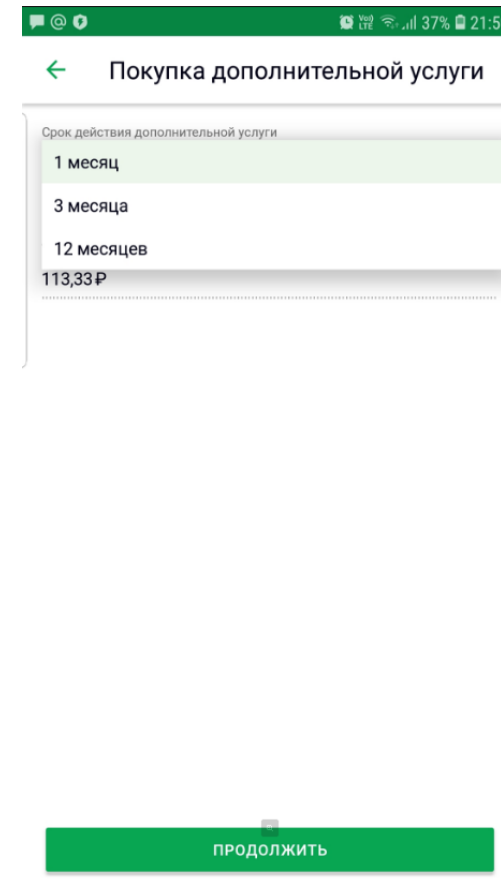 37% 21:5
Покупка дополнительной услуги
Срок действия дополнительной услуги
1 месяц
3 месяца
12 месяцев
113,33₽
ПРОДОЛЖИТЬ